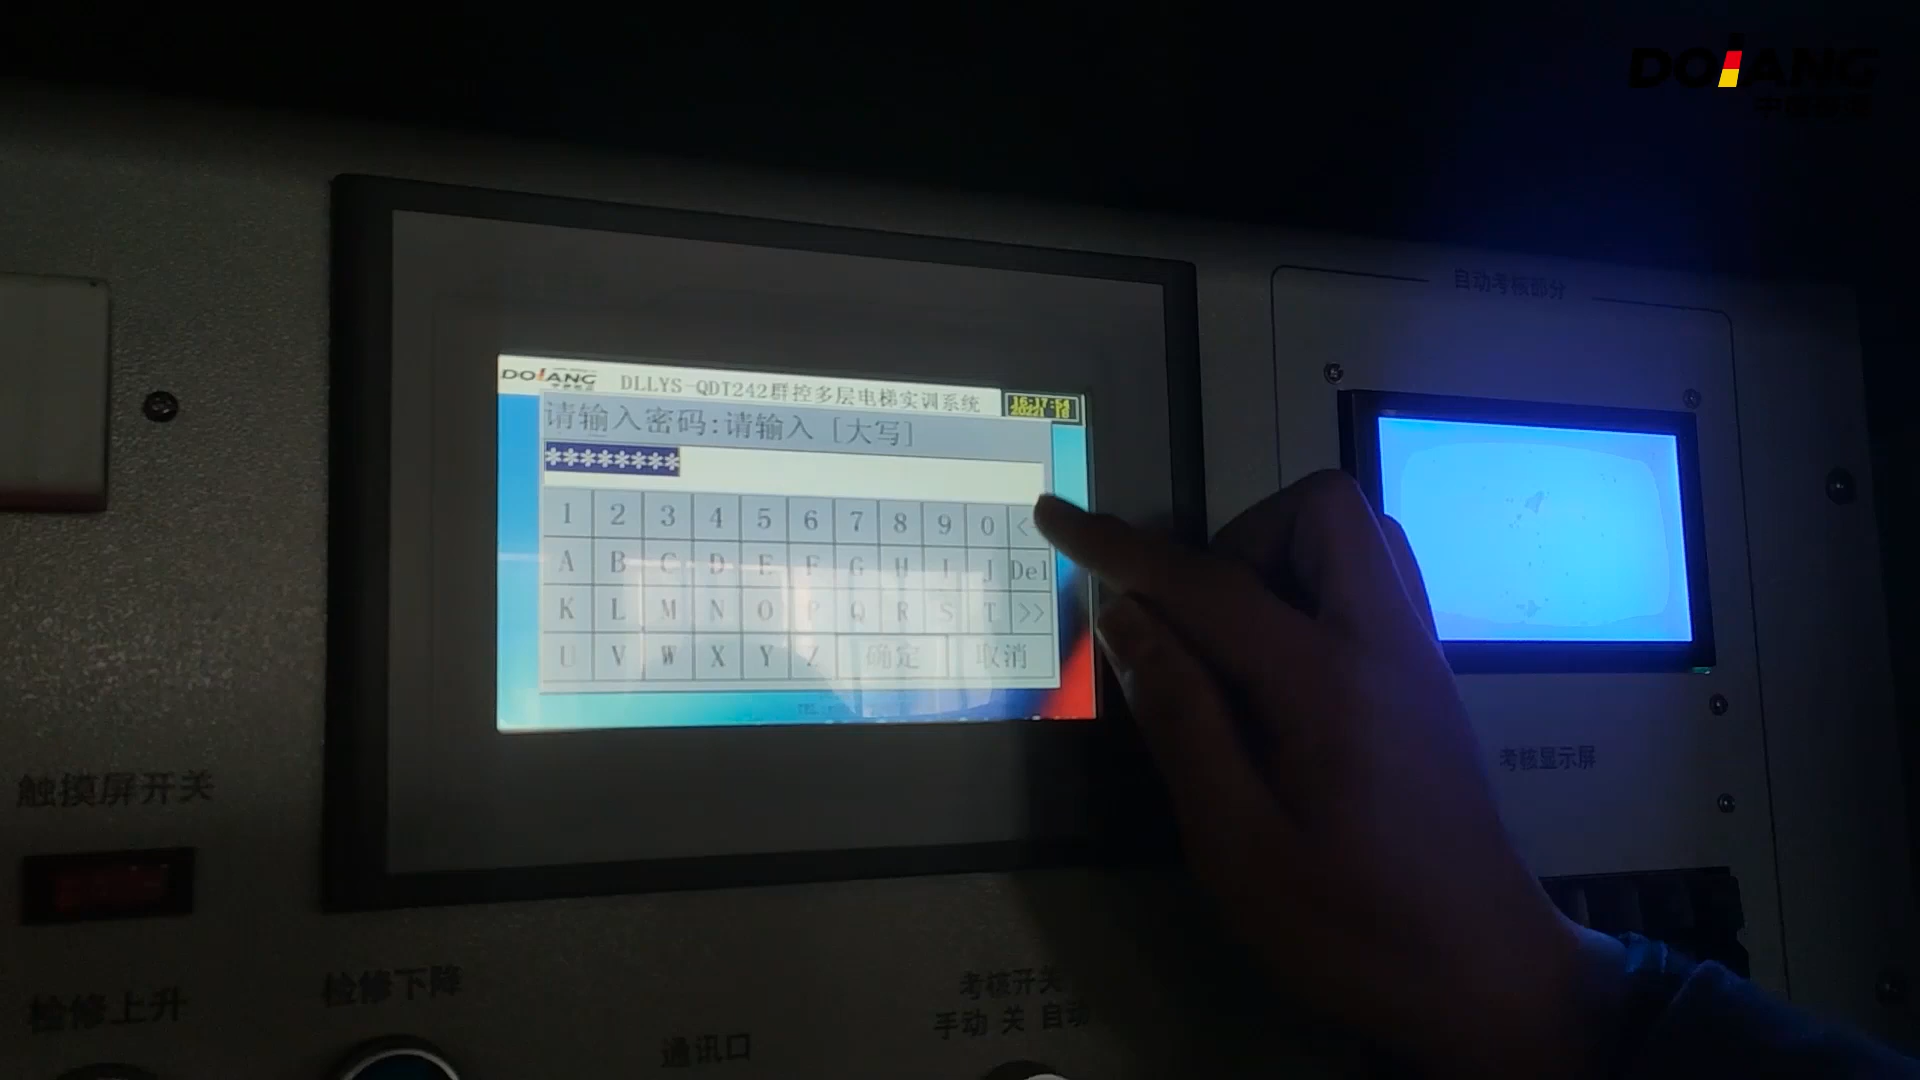 DOLANG
自动考核部分
DOLANG
DLLYS-QDT242群控多层电梯实训系统
请输入密码:请输入［大写］
********
1 2 3 4 5 6 7 8 9 0
A B C D E F G H I J Del
K L M N O P Q R S T >>
U V W X Y Z 确定 取消
考核显示屏
触摸屏开关
检修上升
检修下降
通讯口
考核开关
手动 关 自动